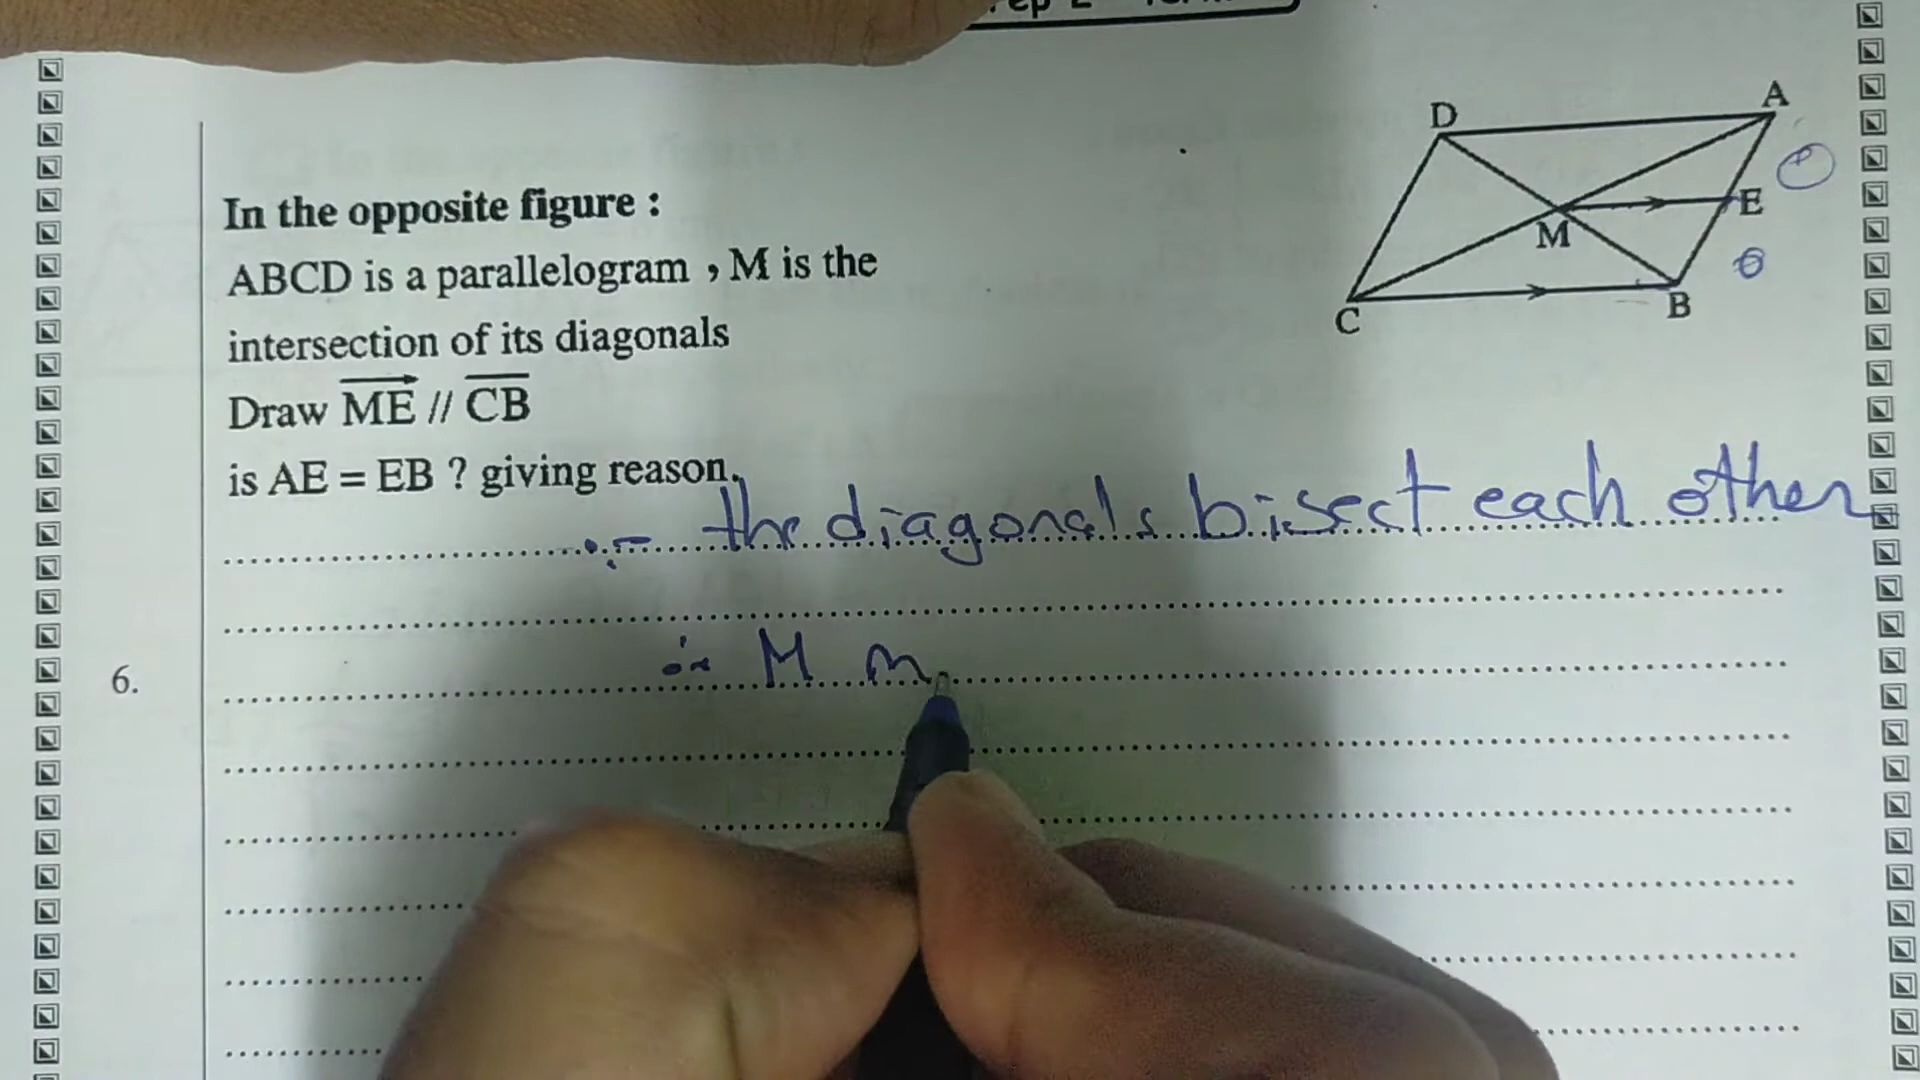 In the opposite figure :
ABCD is a parallelogram , M is the
intersection of its diagonals
Draw ME // CB
is AE = EB ? giving reason.
D
A
E
M
C
B
∵ the diagonals bisect each other
6.
∴ M m